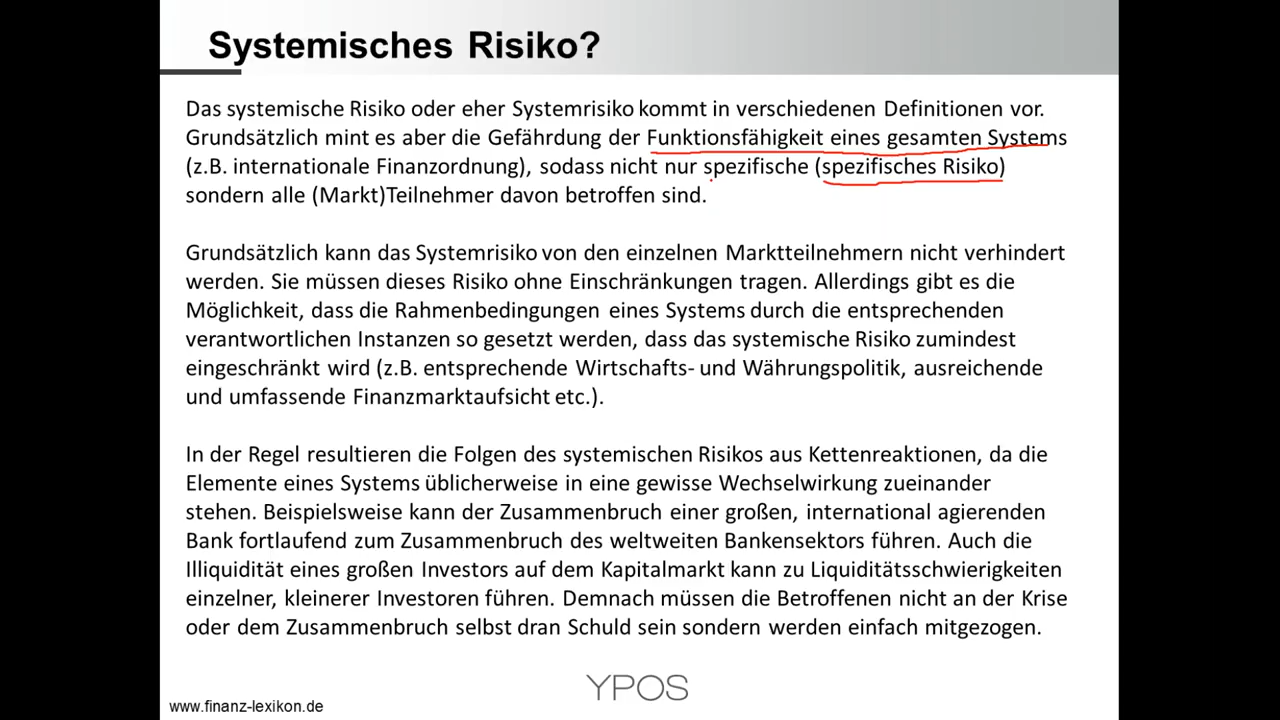 Systemisches Risiko?
Das systemische Risiko oder eher Systemrisiko kommt in verschiedenen Definitionen vor.
Grundsätzlich mint es aber die Gefährdung der Funktionsfähigkeit eines gesamten Systems
(z.B. internationale Finanzordnung), sodass nicht nur spezifische (spezifisches Risiko)
sondern alle (Markt)Teilnehmer davon betroffen sind.
Grundsätzlich kann das Systemrisiko von den einzelnen Marktteilnehmern nicht verhindert
werden. Sie müssen dieses Risiko ohne Einschränkungen tragen. Allerdings gibt es die
Möglichkeit, dass die Rahmenbedingungen eines Systems durch die entsprechenden
verantwortlichen Instanzen so gesetzt werden, dass das systemische Risiko zumindest
eingeschränkt wird (z.B. entsprechende Wirtschafts- und Währungspolitik, ausreichende
und umfassende Finanzmarktaufsicht etc.).
In der Regel resultieren die Folgen des systemischen Risikos aus Kettenreaktionen, da die
Elemente eines Systems üblicherweise in eine gewisse Wechselwirkung zueinander
stehen. Beispielsweise kann der Zusammenbruch einer großen, international agierenden
Bank fortlaufend zum Zusammenbruch des weltweiten Bankensektors führen. Auch die
Illiquidität eines großen Investors auf dem Kapitalmarkt kann zu Liquiditätsschwierigkeiten
einzelner, kleinerer Investoren führen. Demnach müssen die Betroffenen nicht an der Krise
oder dem Zusammenbruch selbst dran Schuld sein sondern werden einfach mitgezogen.
YPOS
www.finanz-lexikon.de